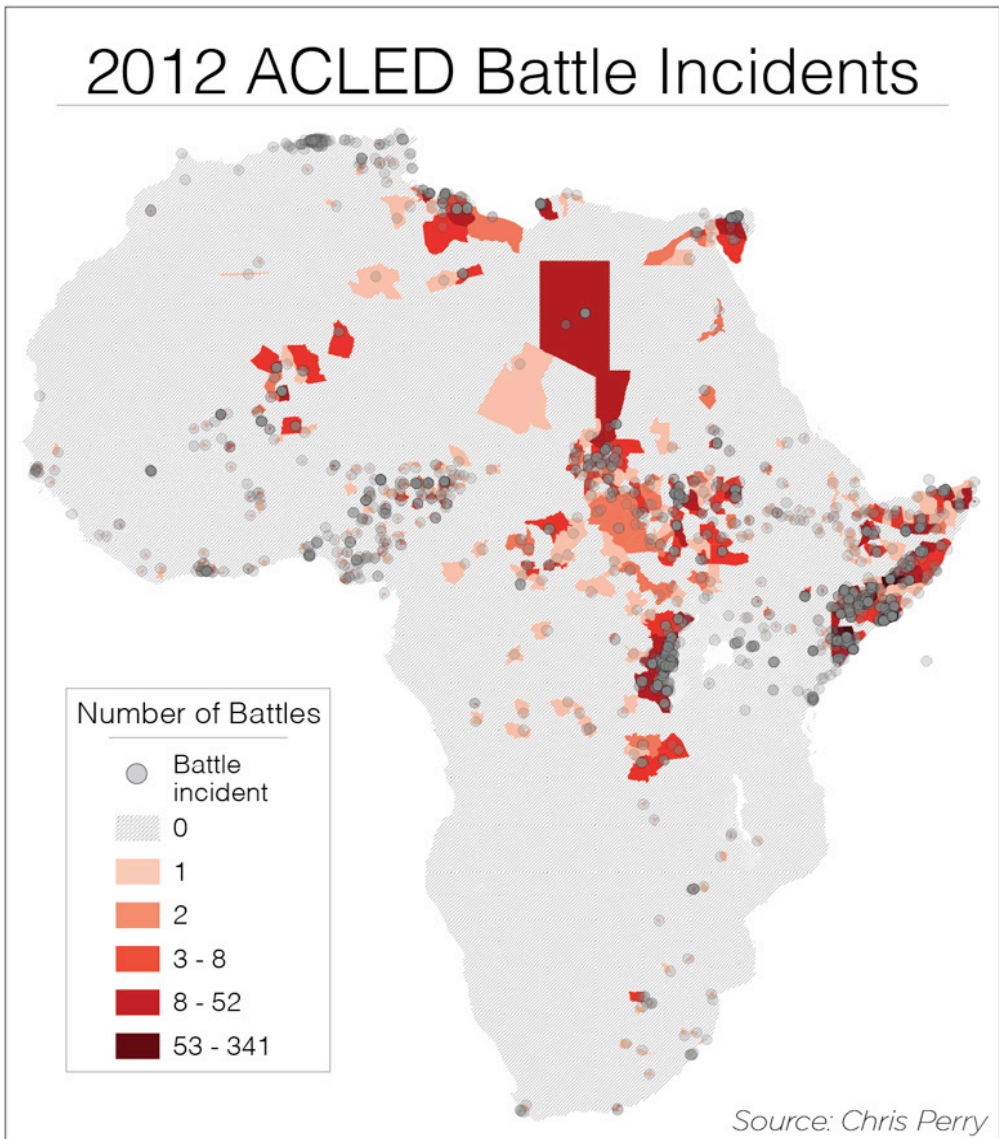 2012 ACLED Battle Incidents
Number of Battles
Battle
incident
0
1
2
3 - 8
8 - 52
53 - 341
Source: Chris Perry